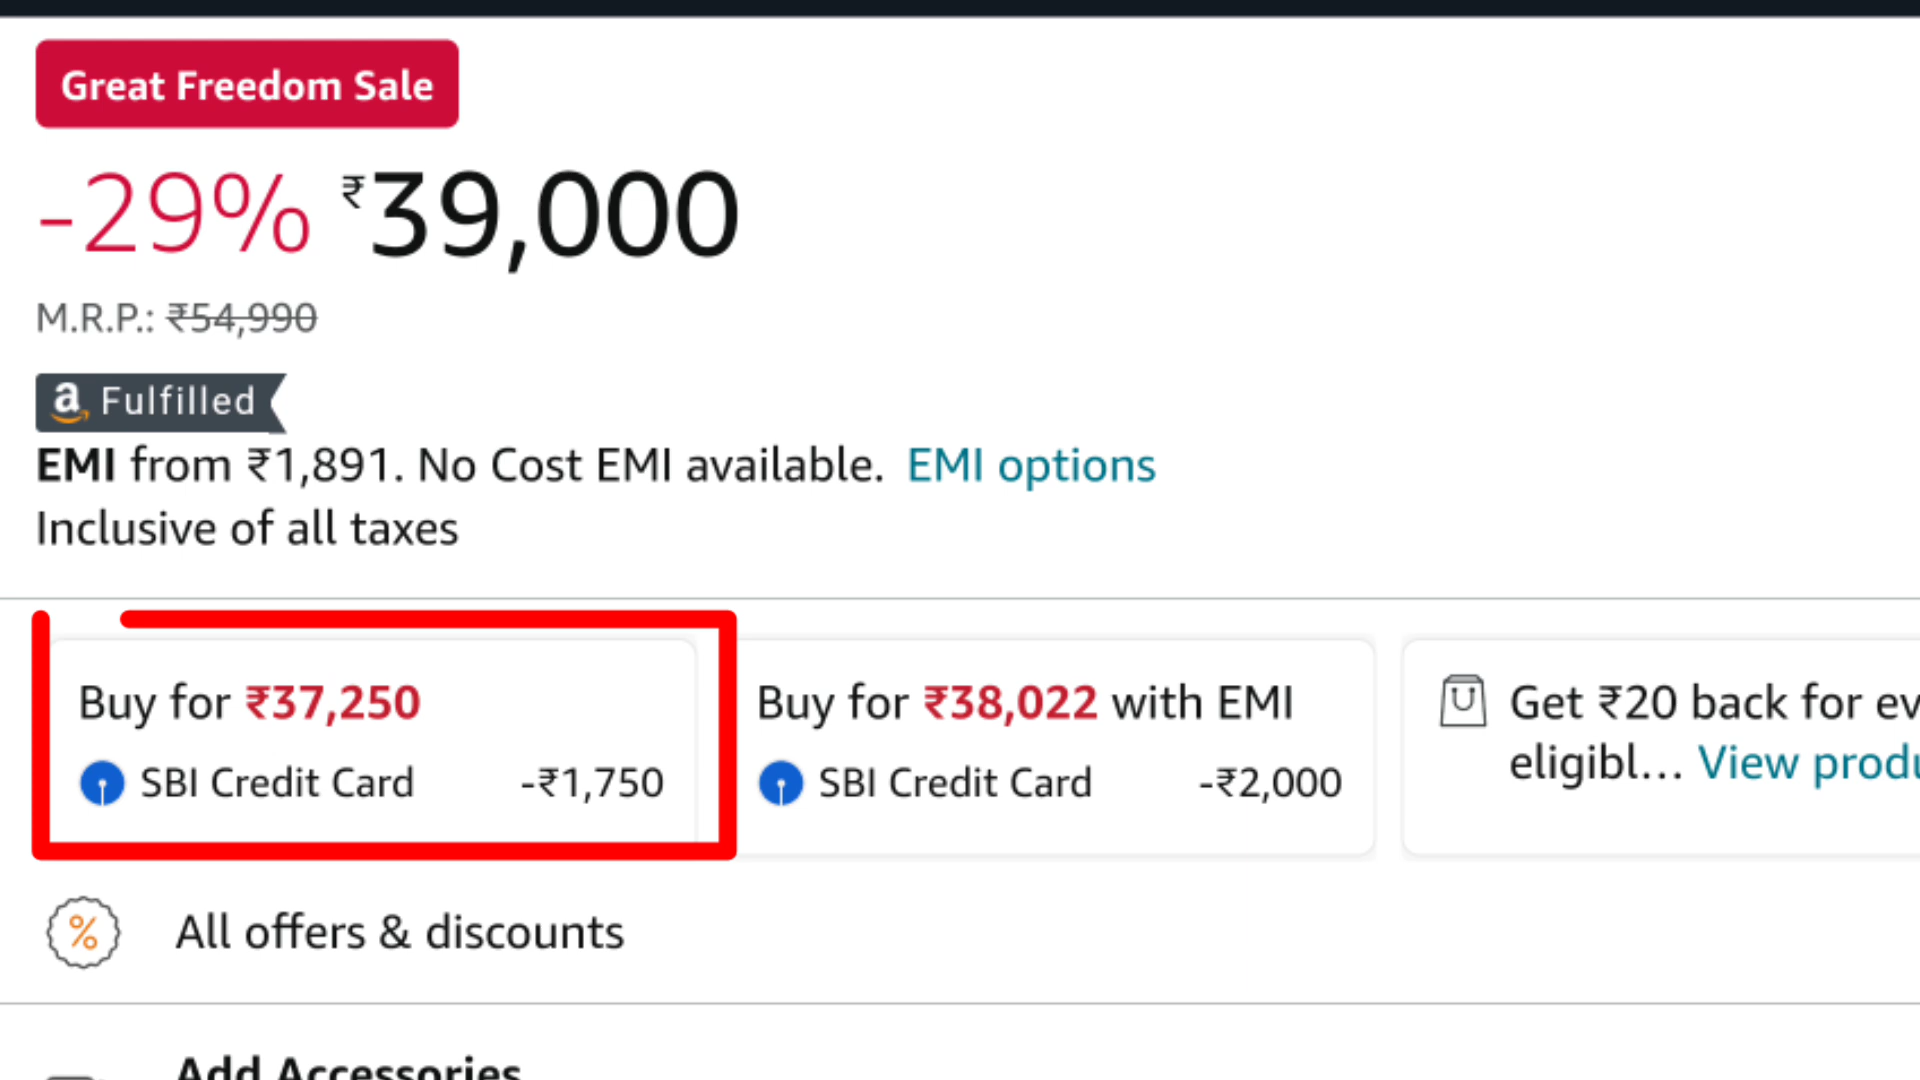 Great Freedom Sale
-29% ₹39,000
M.R.P.: ₹54,990
a Fulfilled
EMI from ₹1,891. No Cost EMI available. EMI options
Inclusive of all taxes
Buy for ₹37,250
SBI Credit Card -₹1,750
Buy for ₹38,022 with EMI
SBI Credit Card -₹2,000
Get ₹20 back for ev
eligibl... View produ
% All offers & discounts
Add Accessories